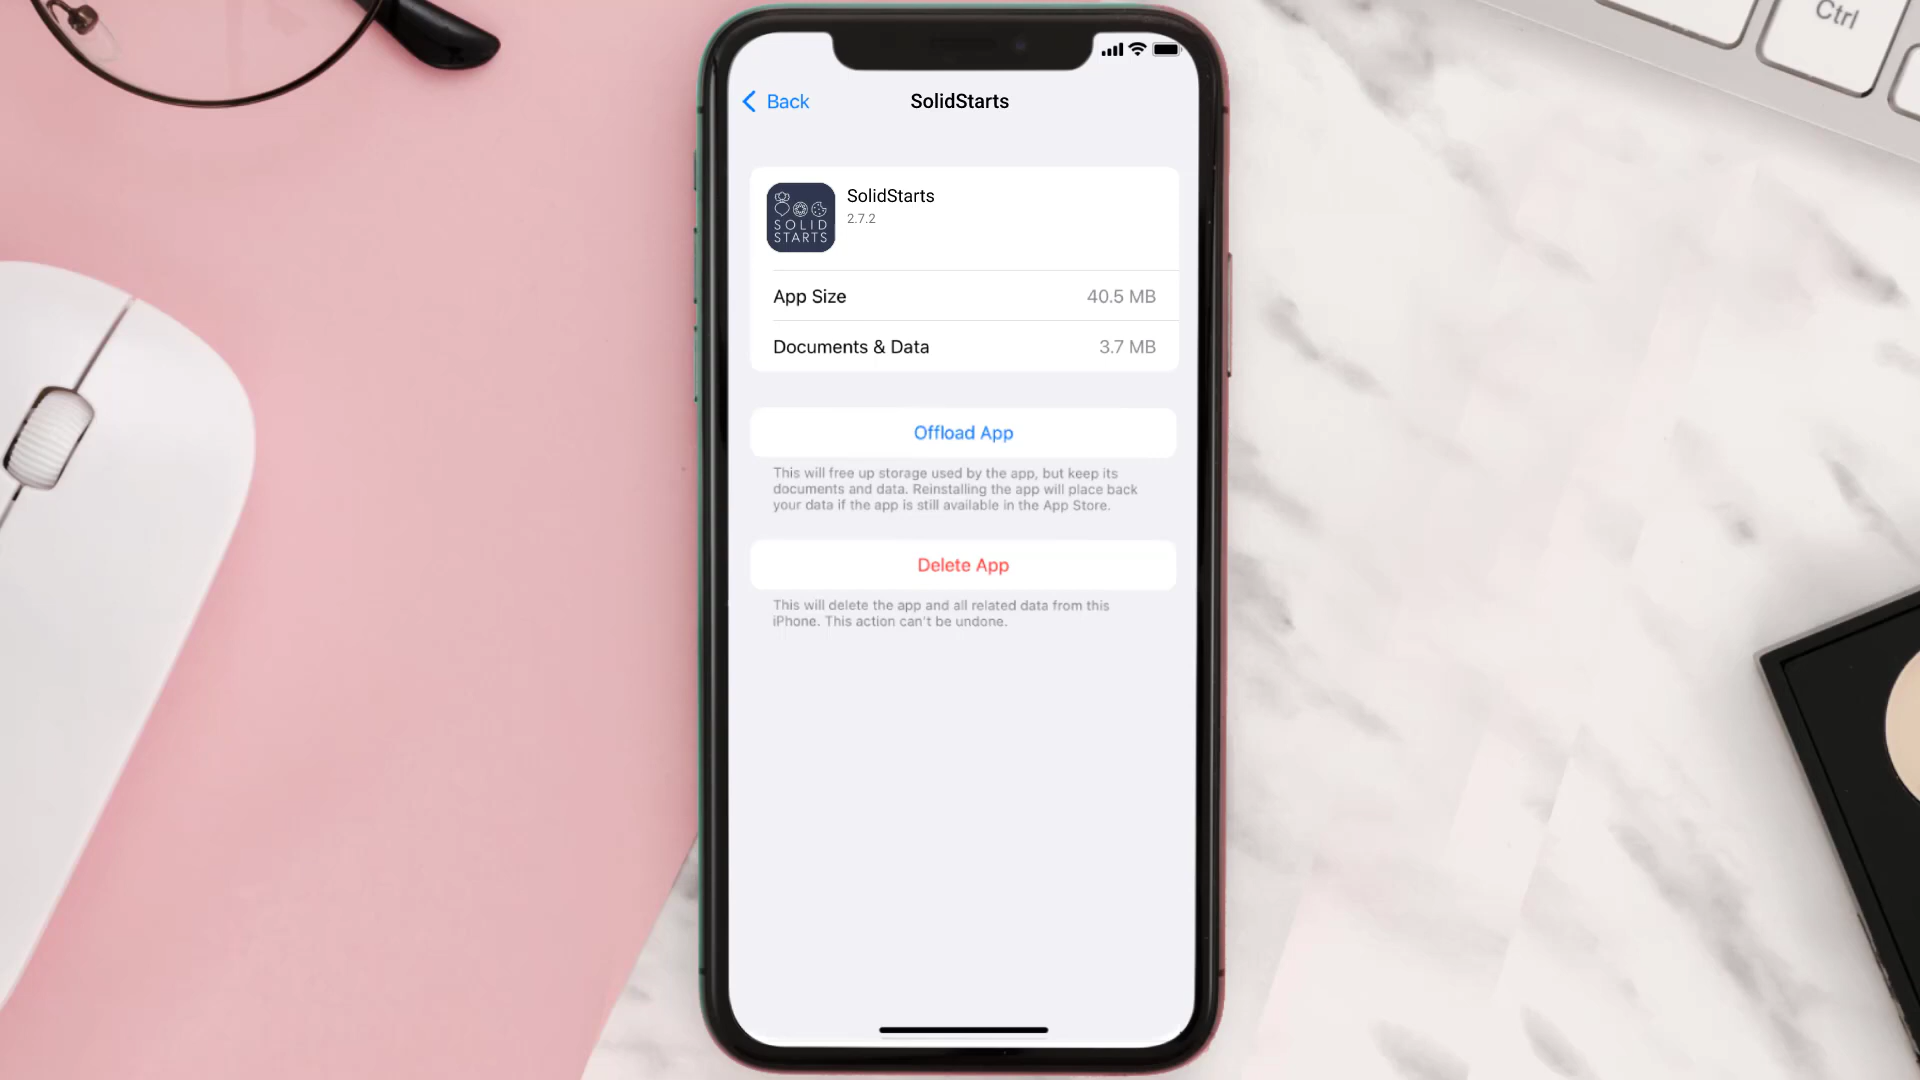 Ctrl
Back
SolidStarts
SOLID
STARTS
SolidStarts
2.7.2
App Size
40.5 MB
Documents & Data
3.7 MB
Offload App
This will free up storage used by the app, but keep its
documents and data. Reinstalling the app will place back
your data if the app is still available in the App Store.
Delete App
This will delete the app and all related data from this
iPhone. This action can't be undone.